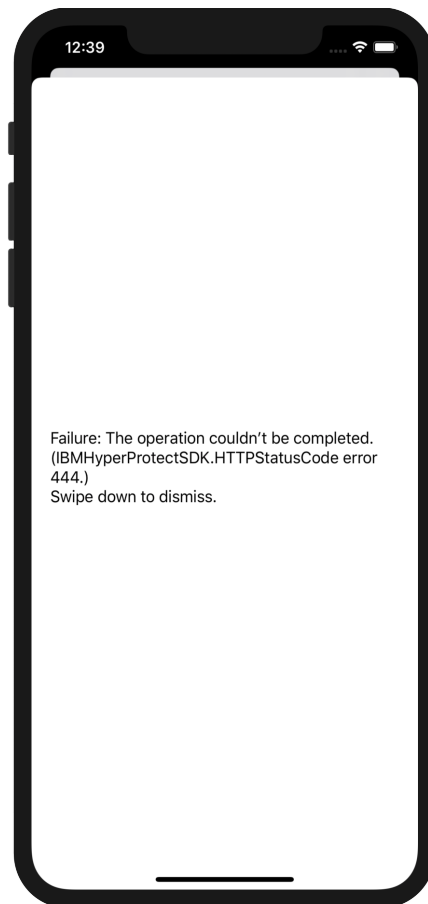 12:39
Failure: The operation couldn’t be completed.
(IBMHyperProtectSDK.HTTPStatusCode error
444.)
Swipe down to dismiss.